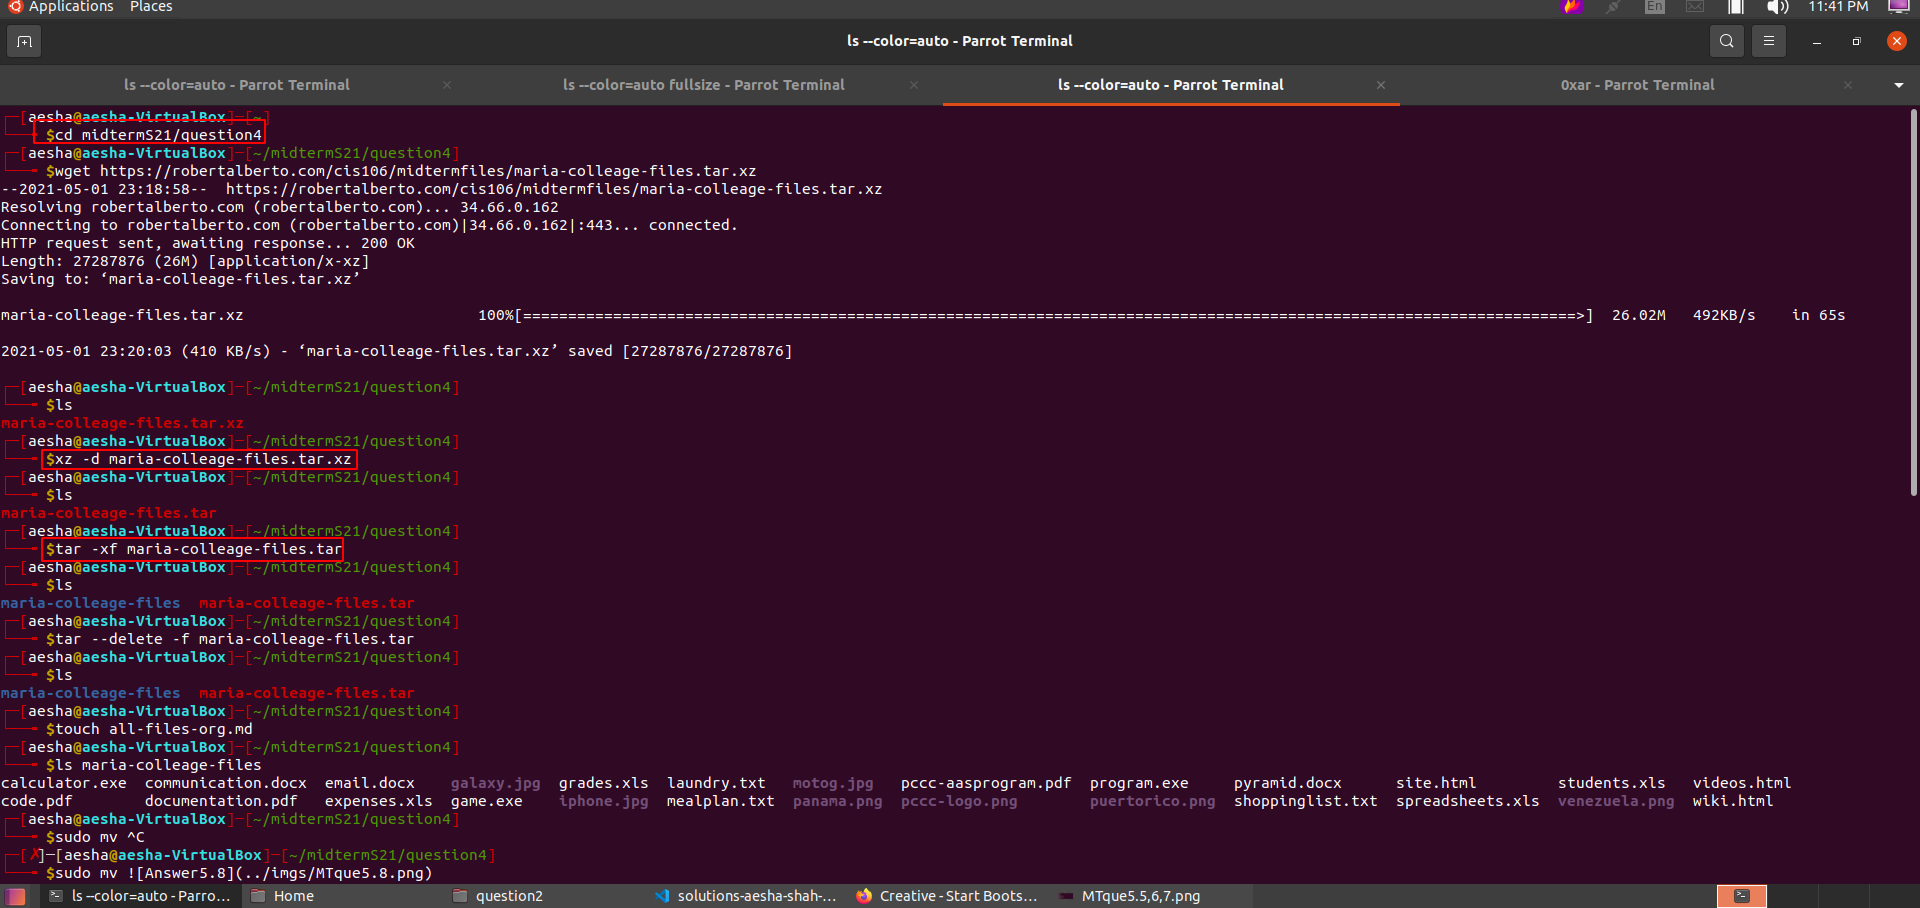 Applications Places En 11:41 PM
ls --color=auto - Parrot Terminal
ls --color=auto - Parrot Terminal × ls --color=auto fullsize - Parrot Terminal × ls --color=auto - Parrot Terminal × 0xar - Parrot Terminal ×
┌─[aesha@aesha-VirtualBox]─[~]
└──╼ $cd midtermS21/question4
┌─[aesha@aesha-VirtualBox]─[~/midtermS21/question4]
└──╼ $wget https://robertalberto.com/cis106/midtermfiles/maria-colleage-files.tar.xz
--2021-05-01 23:18:58--  https://robertalberto.com/cis106/midtermfiles/maria-colleage-files.tar.xz
Resolving robertalberto.com (robertalberto.com)... 34.66.0.162
Connecting to robertalberto.com (robertalberto.com)|34.66.0.162|:443... connected.
HTTP request sent, awaiting response... 200 OK
Length: 27287876 (26M) [application/x-xz]
Saving to: ‘maria-colleage-files.tar.xz’
maria-colleage-files.tar.xz 100%[=====================================================================================================================>] 26.02M 492KB/s in 65s
2021-05-01 23:20:03 (410 KB/s) - ‘maria-colleage-files.tar.xz’ saved [27287876/27287876]
┌─[aesha@aesha-VirtualBox]─[~/midtermS21/question4]
└──╼ $ls
maria-colleage-files.tar.xz
┌─[aesha@aesha-VirtualBox]─[~/midtermS21/question4]
└──╼ $xz -d maria-colleage-files.tar.xz
┌─[aesha@aesha-VirtualBox]─[~/midtermS21/question4]
└──╼ $ls
maria-colleage-files.tar
┌─[aesha@aesha-VirtualBox]─[~/midtermS21/question4]
└──╼ $tar -xf maria-colleage-files.tar
┌─[aesha@aesha-VirtualBox]─[~/midtermS21/question4]
└──╼ $ls
maria-colleage-files  maria-colleage-files.tar
┌─[aesha@aesha-VirtualBox]─[~/midtermS21/question4]
└──╼ $tar --delete -f maria-colleage-files.tar
┌─[aesha@aesha-VirtualBox]─[~/midtermS21/question4]
└──╼ $ls
maria-colleage-files  maria-colleage-files.tar
┌─[aesha@aesha-VirtualBox]─[~/midtermS21/question4]
└──╼ $touch all-files-org.md
┌─[aesha@aesha-VirtualBox]─[~/midtermS21/question4]
└──╼ $ls maria-colleage-files
calculator.exe communication.docx email.docx galaxy.jpg grades.xls laundry.txt motog.jpg pccc-aasprogram.pdf program.exe pyramid.docx site.html students.xls videos.html
code.pdf documentation.pdf expenses.xls game.exe iphone.jpg mealplan.txt panama.png pccc-logo.png puertorico.png shoppinglist.txt spreadsheets.xls venezuela.png wiki.html
┌─[aesha@aesha-VirtualBox]─[~/midtermS21/question4]
└──╼ $sudo mv ^C
┌─[✗]─[aesha@aesha-VirtualBox]─[~/midtermS21/question4]
└──╼ $sudo mv ![Answer5.8](../imgs/MTque5.8.png)
ls --color=auto - Parro... Home question2 solutions-aesha-shah-... Creative - Start Boots... MTque5.5,6,7.png